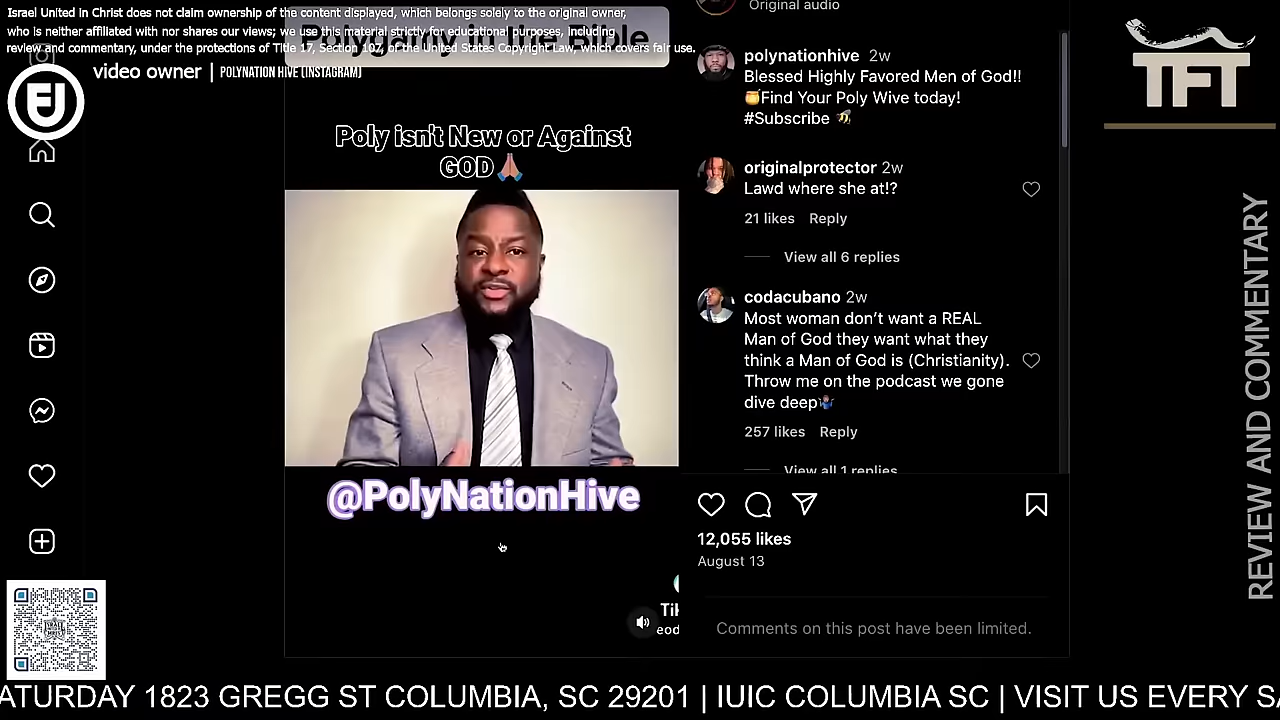 Israel United in Christ does not claim ownership of the content displayed, which belongs solely to the original owner,
who is neither affiliated with nor shares our views; we use this material strictly for educational purposes, including
review and commentary, under the protections of Title 17, Section 107, of the United States Copyright Law, which covers fair use.
Polygamy in the Bible
video owner | POLYNATION HIVE (INSTAGRAM)
Poly isn't New or Against
GOD🙏🏽
@PolyNationHive
Original audio
polynationhive 2w
Blessed Highly Favored Men of God!!
🍯Find Your Poly Wive today!
#Subscribe 🐝
originalprotector 2w
Lawd where she at!?
21 likes Reply
View all 6 replies
codacubano 2w
Most woman don’t want a REAL
Man of God they want what they
think a Man of God is (Christianity).
Throw me on the podcast we gone
dive deep🤷🏾‍♂️
257 likes Reply
View all 1 replies
12,055 likes
August 13
Comments on this post have been limited.
TFT
REVIEW AND COMMENTARY
ATURDAY 1823 GREGG ST COLUMBIA, SC 29201 | IUIC COLUMBIA SC | VISIT US EVERY SA